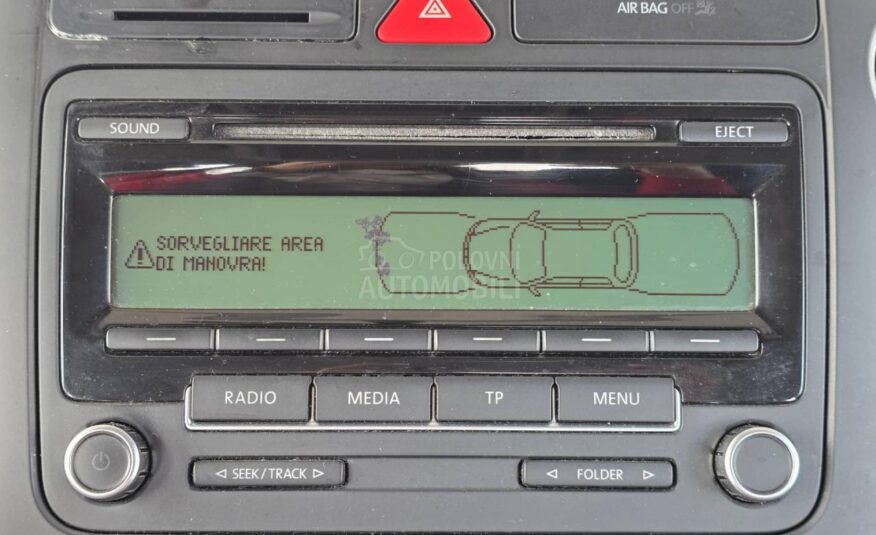 AIR BAG OFF
SOUND
EJECT
SORVEGLIARE AREA
DI MANOVRA!
POLOVNI
AUTOMOBILI
RADIO
MEDIA
TP
MENU
SEEK/TRACK
FOLDER